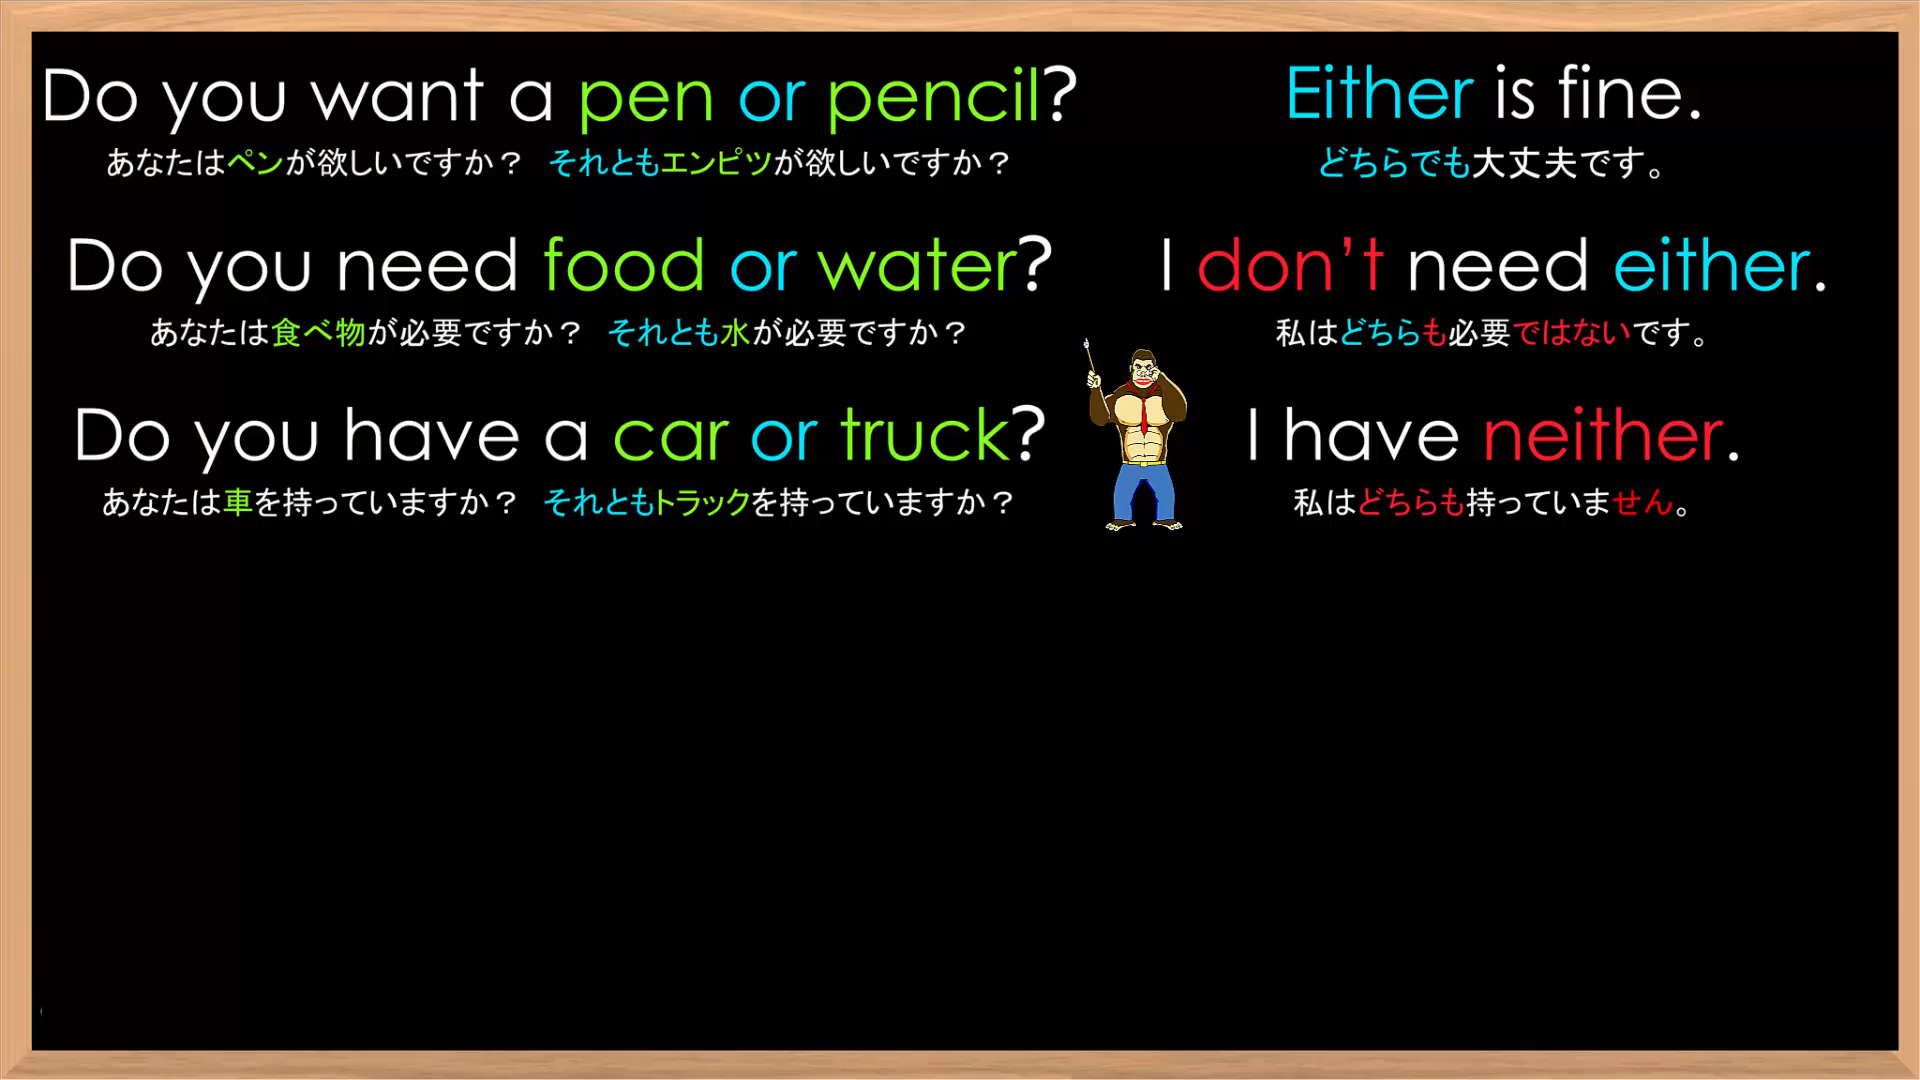 Do you want a pen or pencil?
あなたはペンが欲しいですか？ それともエンピツが欲しいですか？
Either is fine.
どちらでも大丈夫です。
Do you need food or water?
あなたは食べ物が必要ですか？ それとも水が必要ですか？
I don't need either.
私はどちらも必要ではないです。
Do you have a car or truck?
あなたは車を持っていますか？ それともトラックを持っていますか？
I have neither.
私はどちらも持っていません。